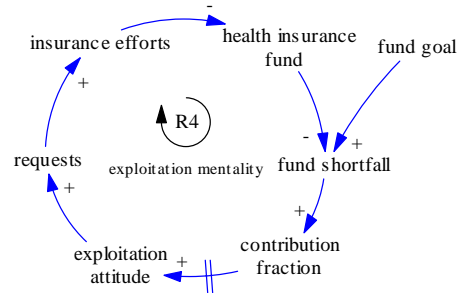 -
insurance efforts
health insurance
fund
fund goal
+
R4
requests
exploitation mentality
-
+
fund shortfall
+
+
exploitation
attitude
+
contribution
fraction